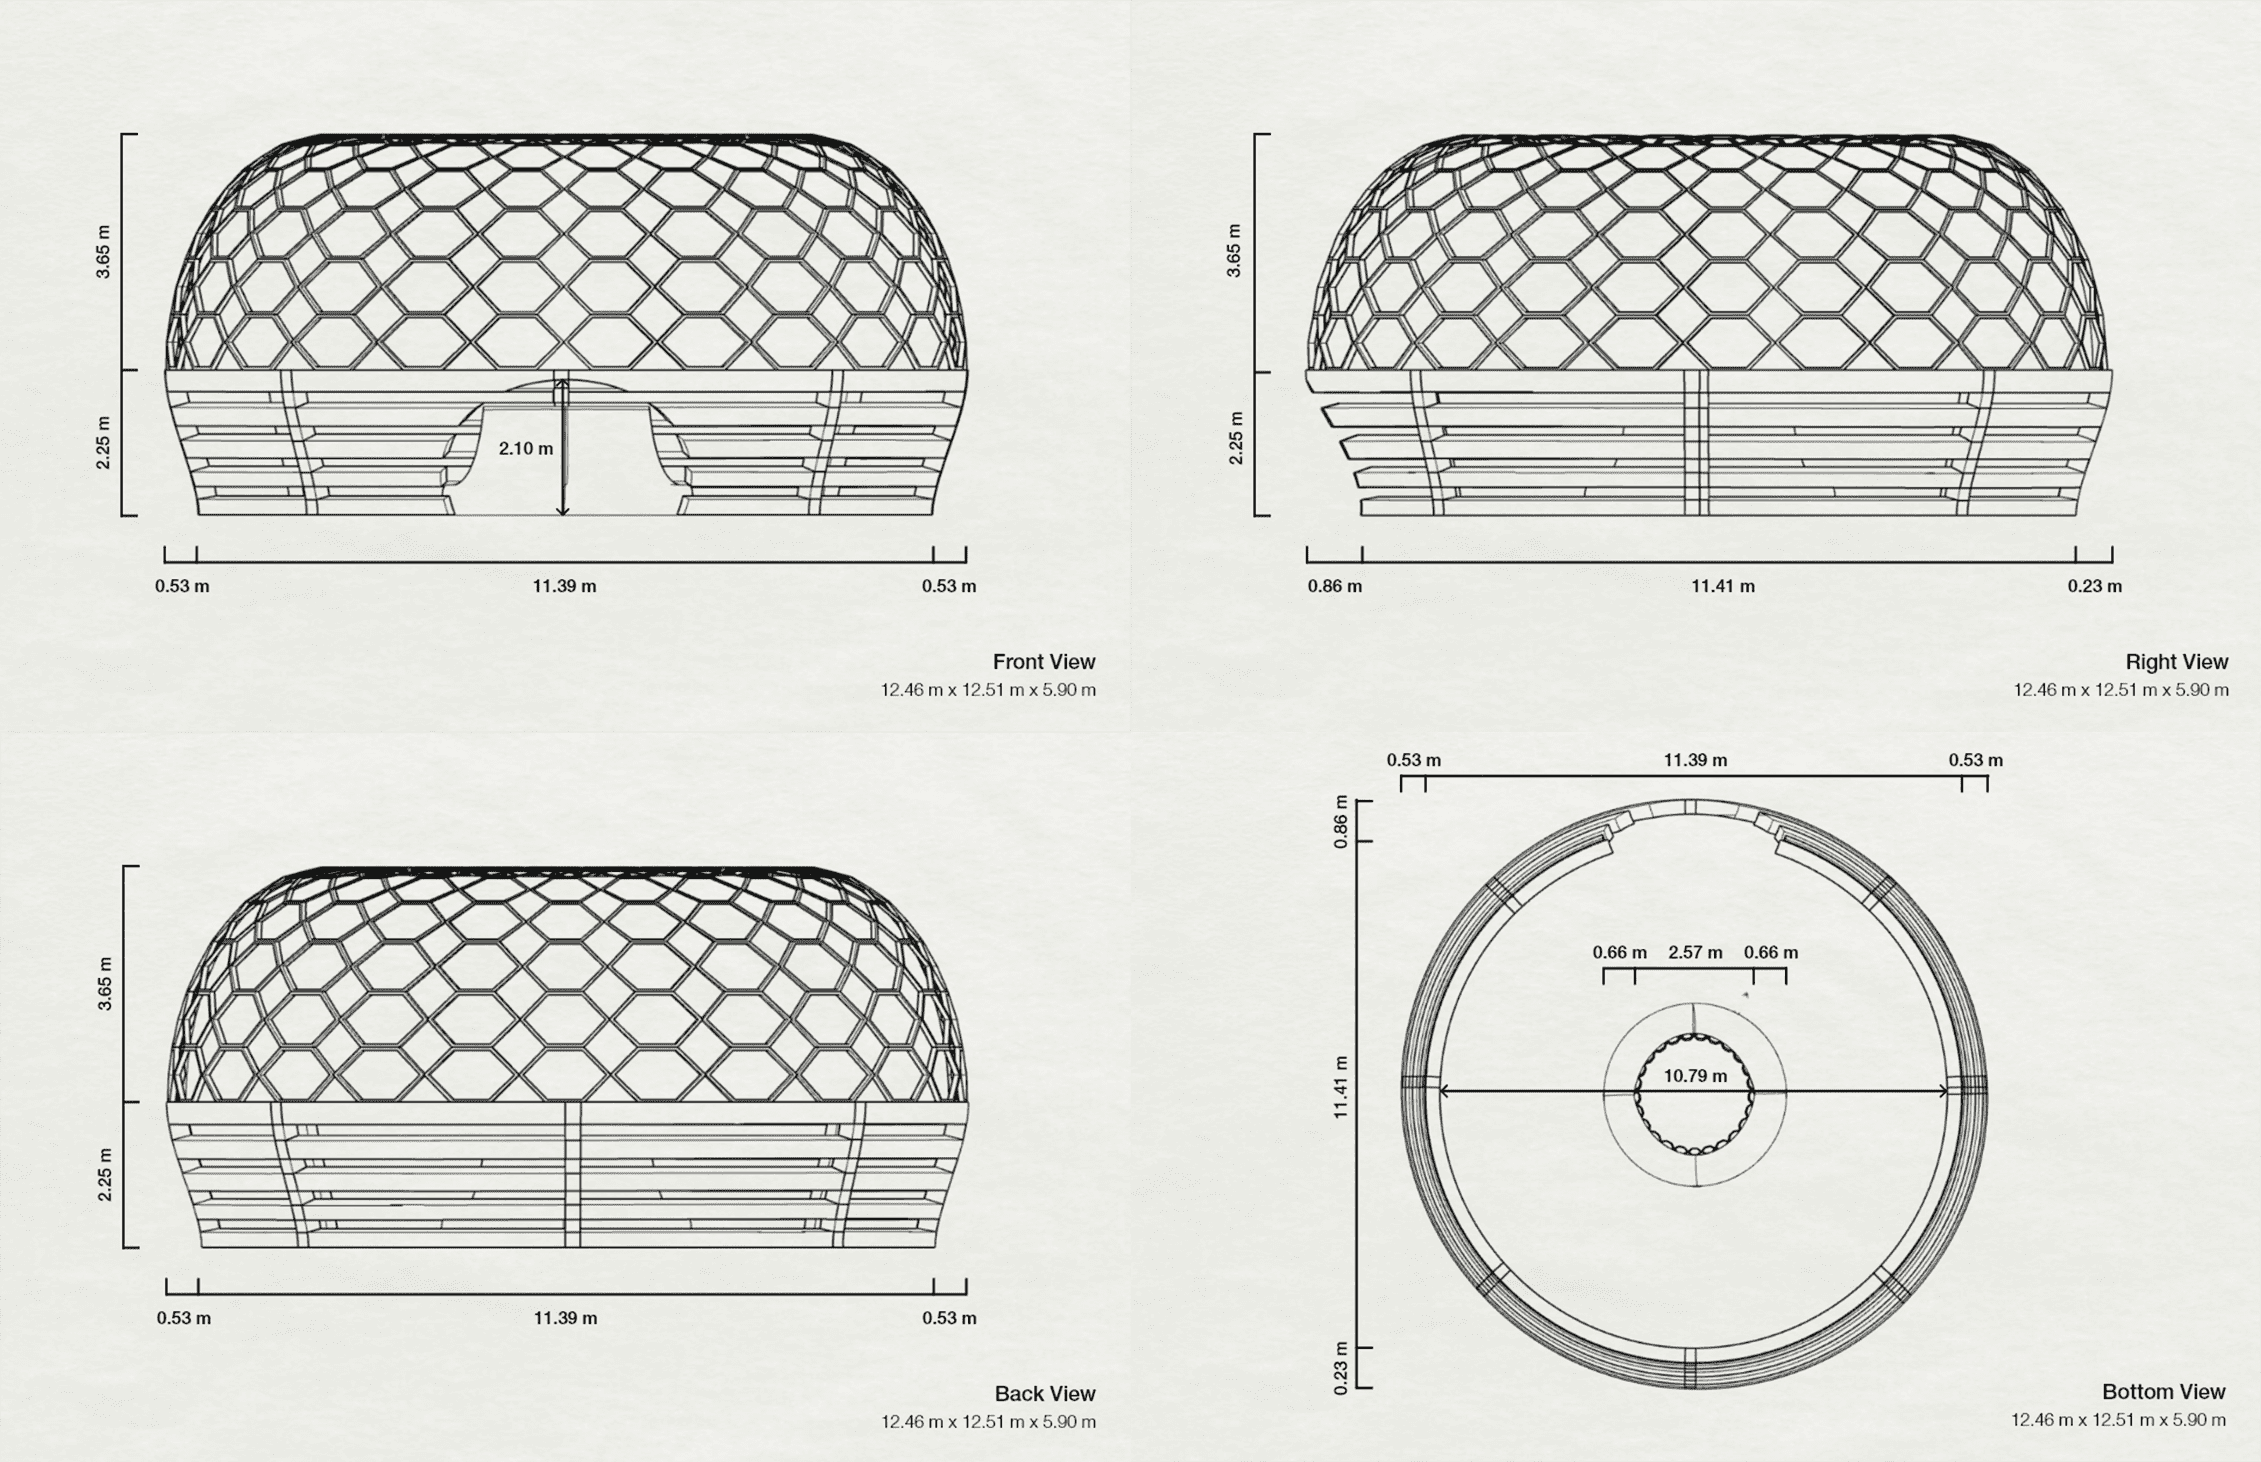 3.65 m
2.25 m
2.10 m
0.53 m
11.39 m
0.53 m
Front View
12.46 m x 12.51 m x 5.90 m
3.65 m
2.25 m
0.86 m
11.41 m
0.23 m
Right View
12.46 m x 12.51 m x 5.90 m
3.65 m
2.25 m
0.53 m
11.39 m
0.53 m
Back View
12.46 m x 12.51 m x 5.90 m
0.53 m
11.39 m
0.53 m
0.86 m
11.41 m
0.23 m
0.66 m
2.57 m
0.66 m
10.79 m
Bottom View
12.46 m x 12.51 m x 5.90 m